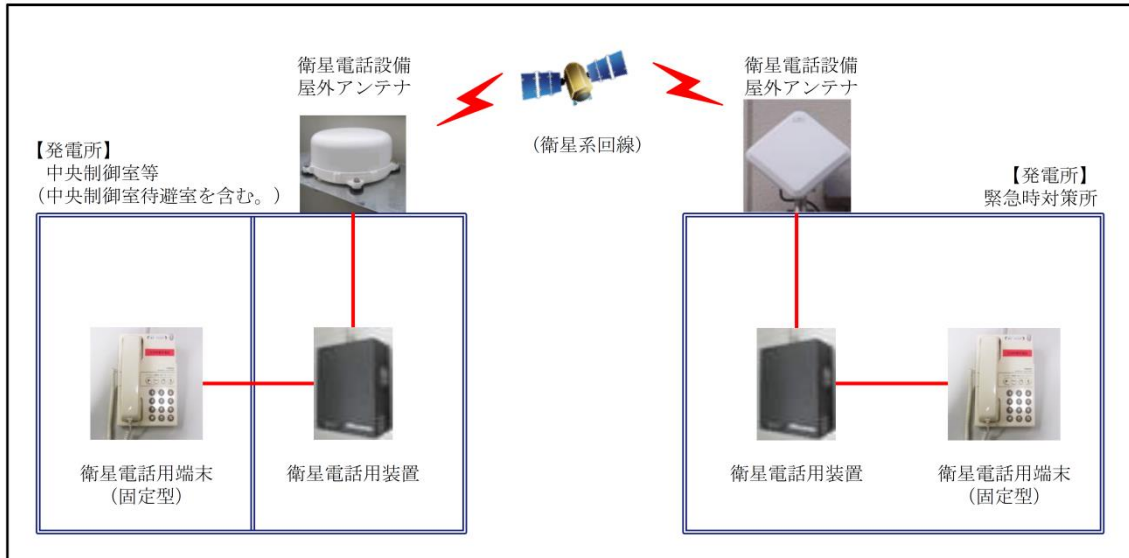 衛星電話設備
屋外アンテナ
(衛星系回線)
衛星電話設備
屋外アンテナ
【発電所】
中央制御室等
(中央制御室待避室を含む。)
【発電所】
緊急時対策所
衛星電話用端末
(固定型)
衛星電話用装置
衛星電話用装置
衛星電話用端末
(固定型)